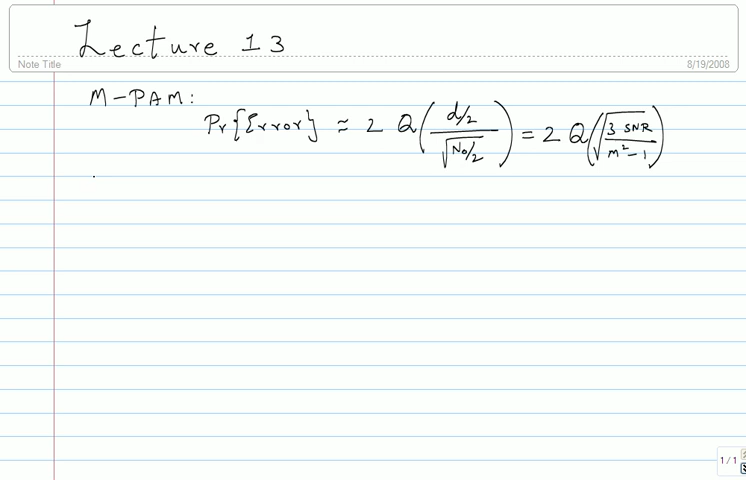 Lecture 13
Note Title
8/19/2008
M-PAM:
Pr{Error} ≈ 2 Q( (d/2) / √(N0/2) ) = 2 Q( √( 3 SNR / (M² - 1) ) )
1/1